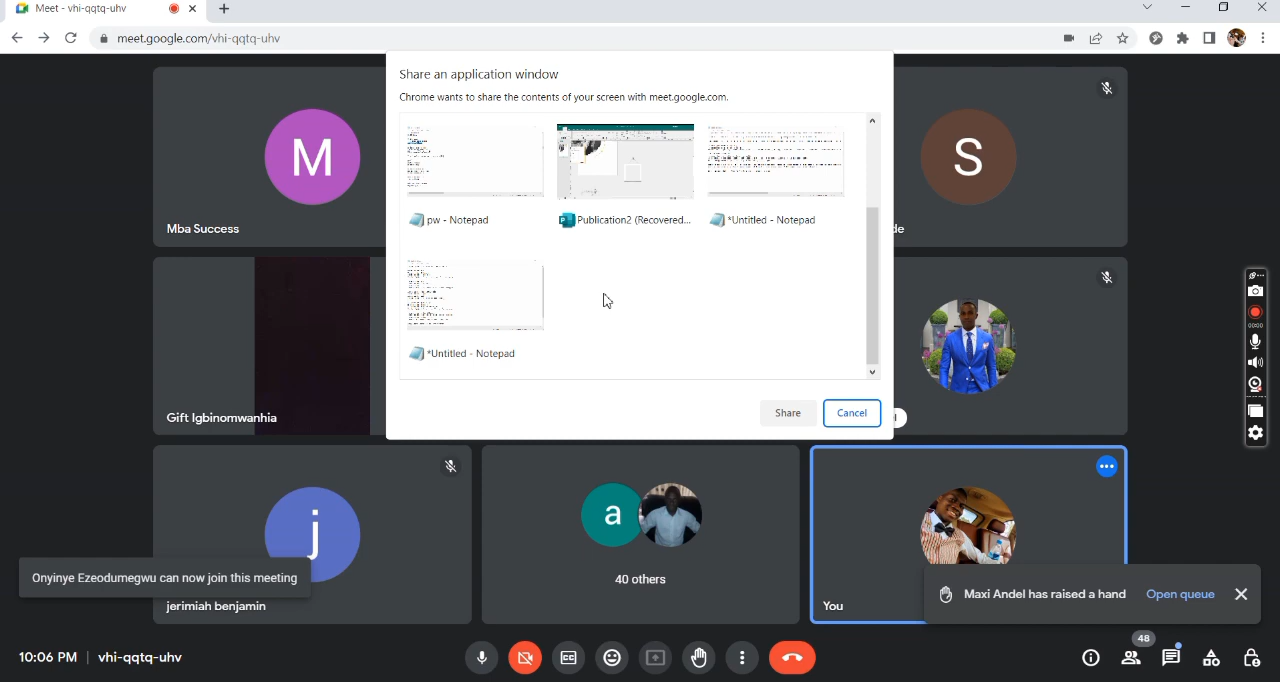 Meet - vhi-qqtq-uhv
meet.google.com/vhi-qqtq-uhv
Share an application window
Chrome wants to share the contents of your screen with meet.google.com.
M
S
Mba Success
de
pw - Notepad
Publication2 (Recovered...
*Untitled - Notepad
*Untitled - Notepad
Share
Cancel
Gift Igbinomwanhia
00:00
j
a
40 others
Onyinye Ezeodumegwu can now join this meeting
jerimiah benjamin
You
Maxi Andel has raised a hand
Open queue
48
10:06 PM | vhi-qqtq-uhv